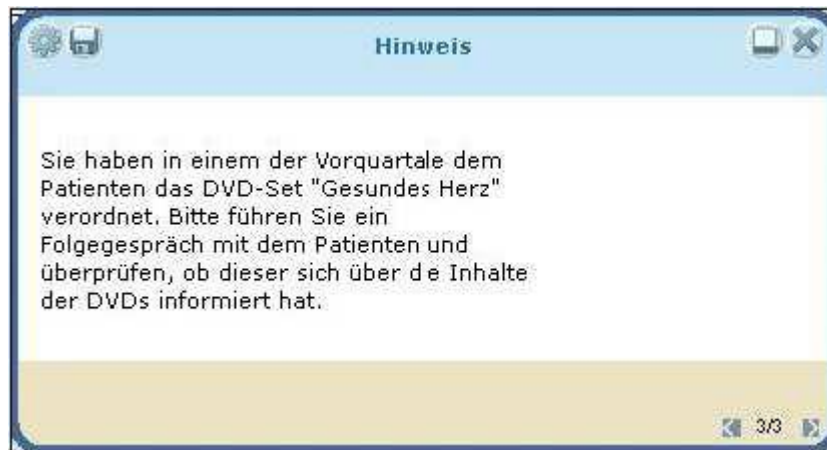 Hinweis
Sie haben in einem der Vorquartale dem
Patienten das DVD-Set "Gesundes Herz"
verordnet. Bitte führen Sie ein
Folgegespräch mit dem Patienten und
überprüfen, ob dieser sich über de Inhalte
der DVDs informiert hat.
3/3